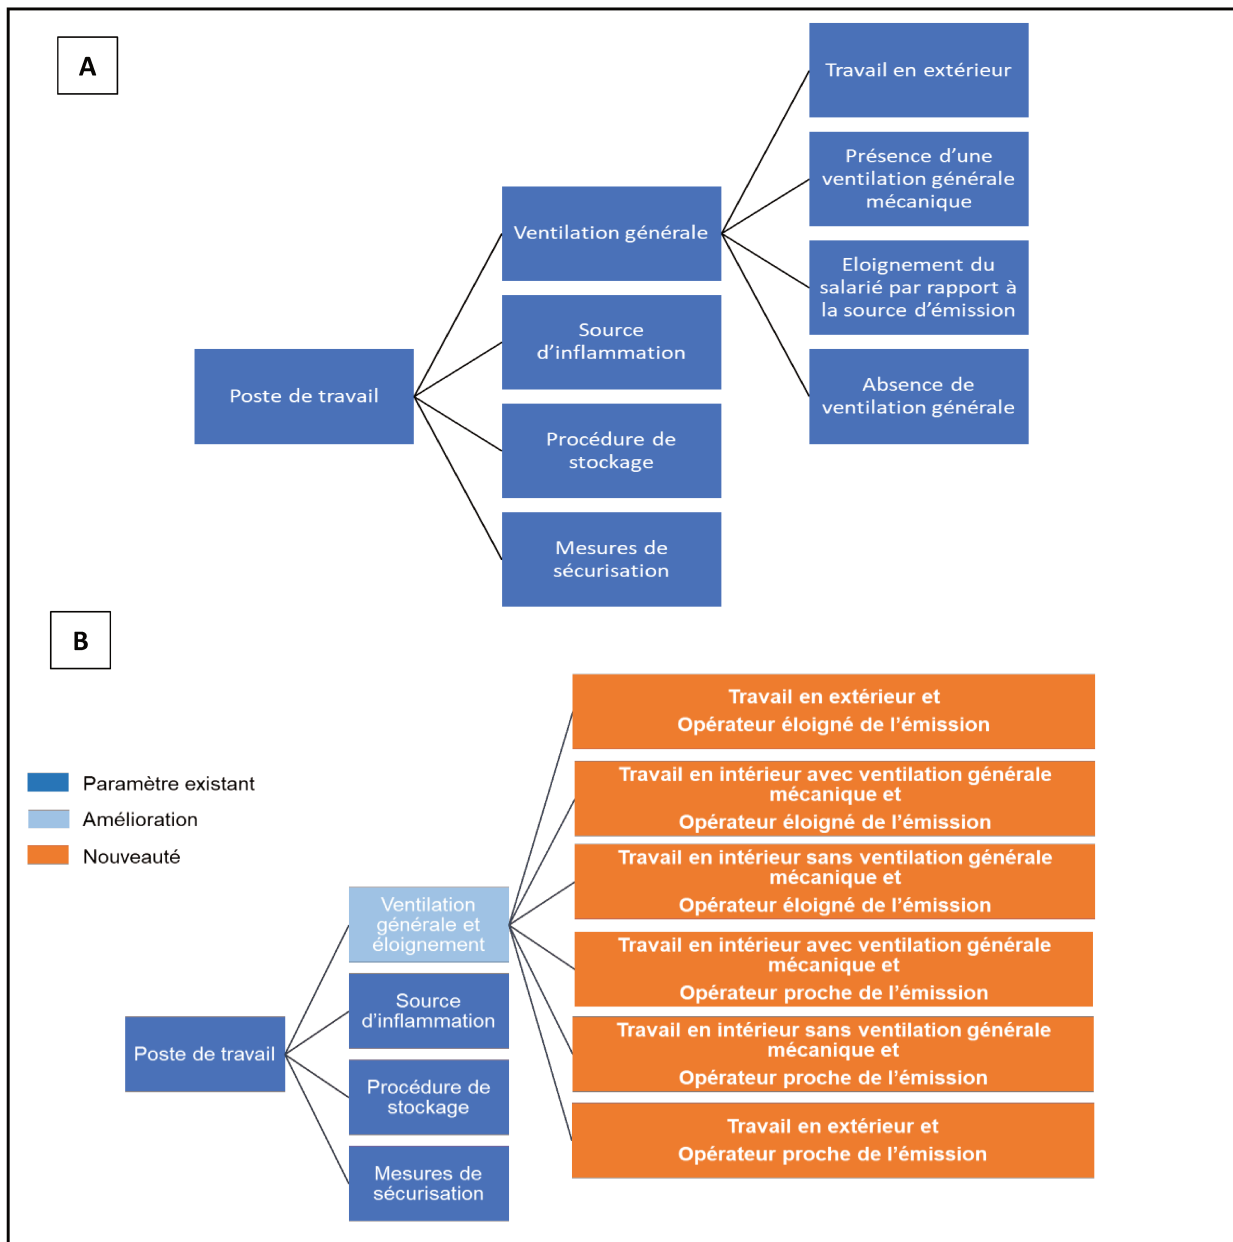 A
Travail en extérieur
Présence d’une
ventilation générale
mécanique
Ventilation générale
Eloignement du
salarié par rapport à
la source d’émission
Source
d’inflammation
Poste de travail
Absence de
ventilation générale
Procédure de
stockage
Mesures de
sécurisation
B
Paramètre existant
Amélioration
Nouveauté
Travail en extérieur et
Opérateur éloigné de l’émission
Travail en intérieur avec ventilation générale
mécanique et
Opérateur éloigné de l’émission
Travail en intérieur sans ventilation générale
mécanique et
Opérateur éloigné de l’émission
Ventilation
générale et
éloignement
Travail en intérieur avec ventilation générale
mécanique et
Opérateur proche de l’émission
Source
d’inflammation
Poste de travail
Travail en intérieur sans ventilation générale
mécanique et
Opérateur proche de l’émission
Procédure de
stockage
Travail en extérieur et
Opérateur proche de l’émission
Mesures de
sécurisation